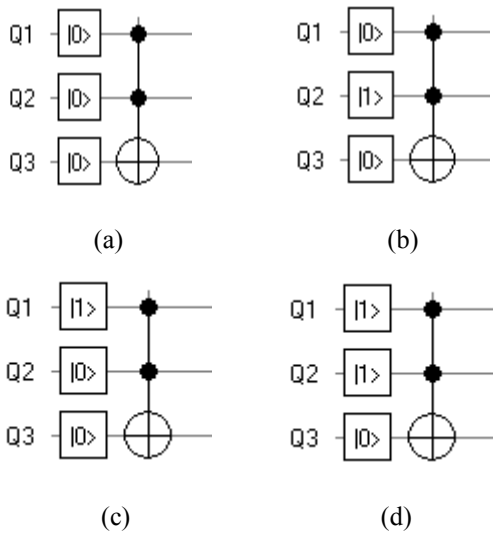 Q1 |0> Q1 |0>
Q2 |0> Q2 |1>
Q3 |0> Q3 |0>
(a) (b)
Q1 |1> Q1 |1>
Q2 |0> Q2 |1>
Q3 |0> Q3 |0>
(c) (d)